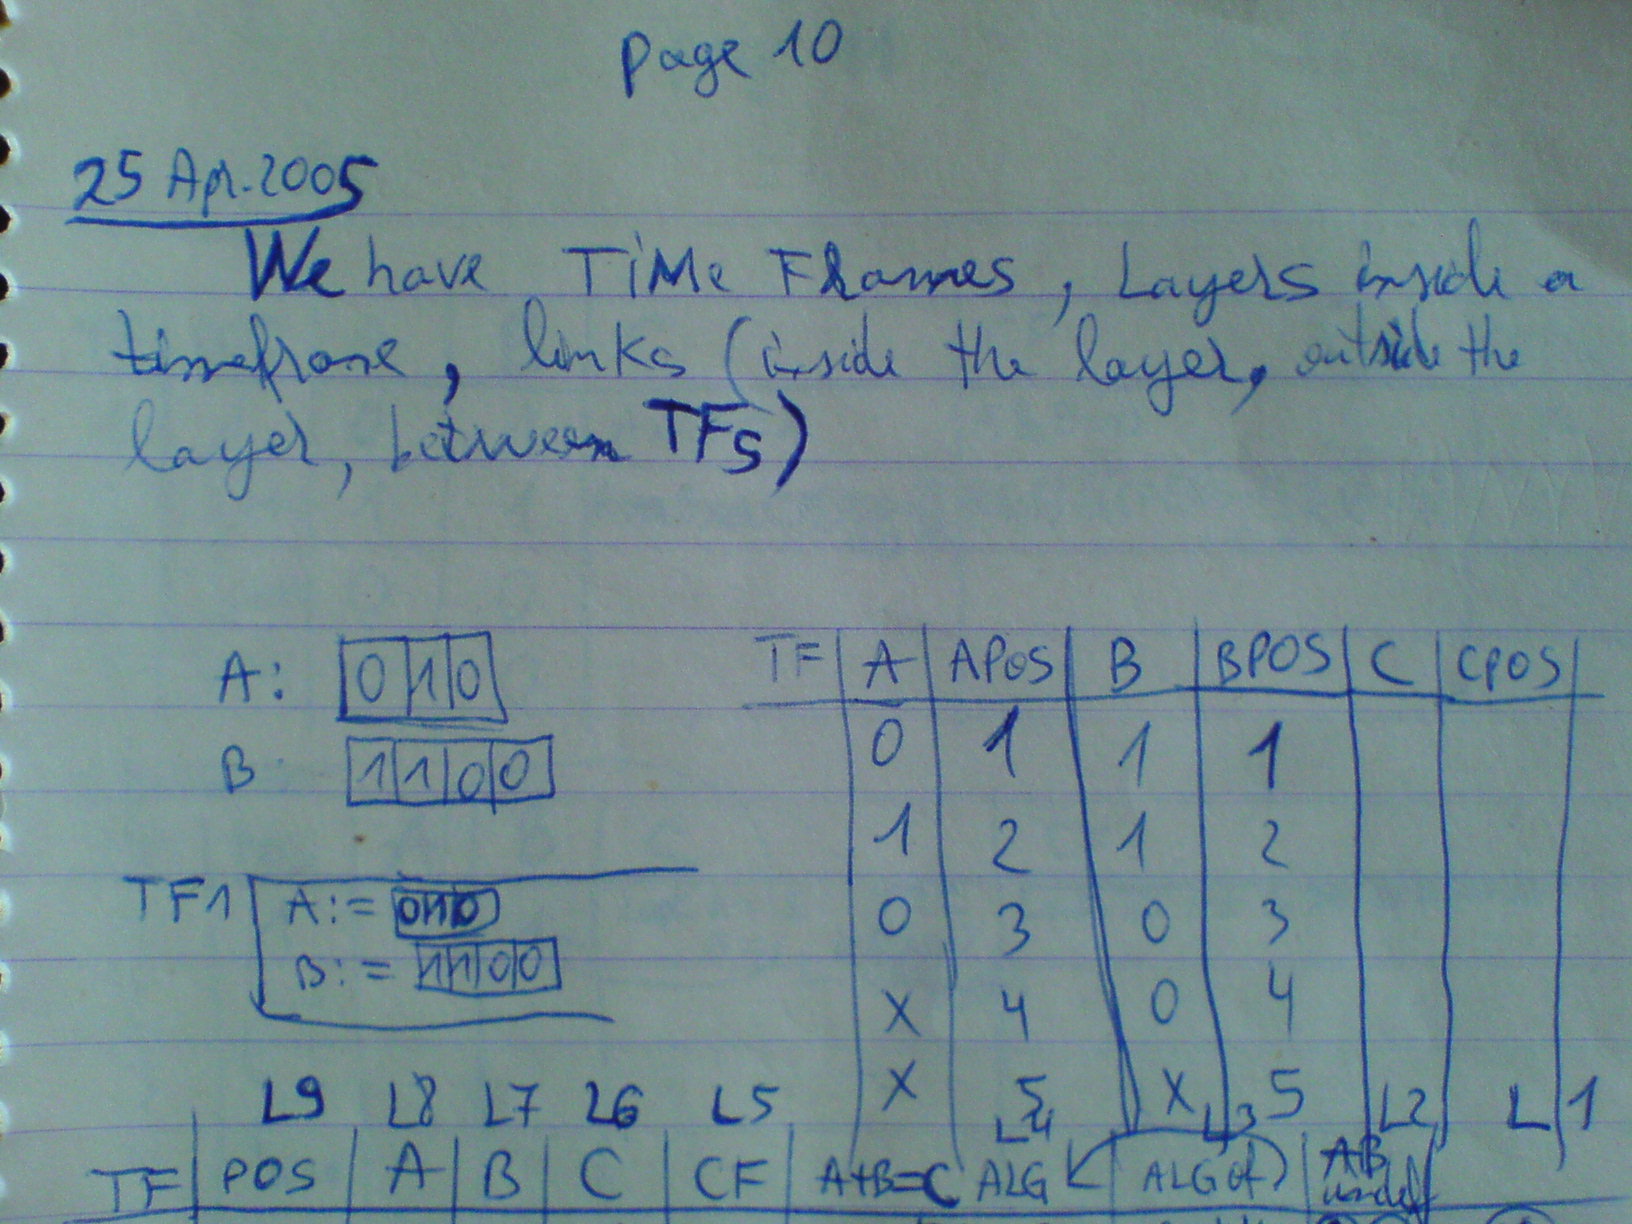 page 10
25 Apr. 2005
We have TiMe Frames, Layers inside a
timeframe, links (inside the layer, outside the
layer, between TFs)
A: 0 1 0
B: 1 1 0 0
TF1 A:= 010
B:= 1100
TF A APOS B BPOS C CPOS
0 1 1 1
1 2 1 2
0 3 0 3
X 4 0 4
X 5 X 5
L9 L8 L7 L6 L5 L4 L3 L2 L1
TF POS A B C CF A+B=C ALG ALG of A+B undef